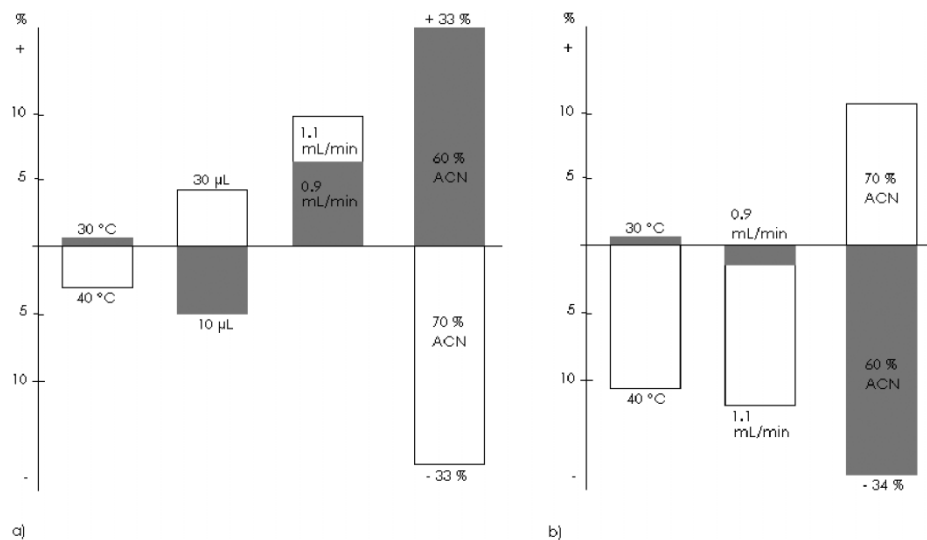 %
+
10
5
5
10
-
30 °C
40 °C
30 µL
10 µL
1.1
mL/min
0.9
mL/min
+ 33 %
60 %
ACN
70 %
ACN
- 33 %
a)
%
+
10
5
5
10
-
30 °C
40 °C
0.9
mL/min
1.1
mL/min
70 %
ACN
60 %
ACN
- 34 %
b)